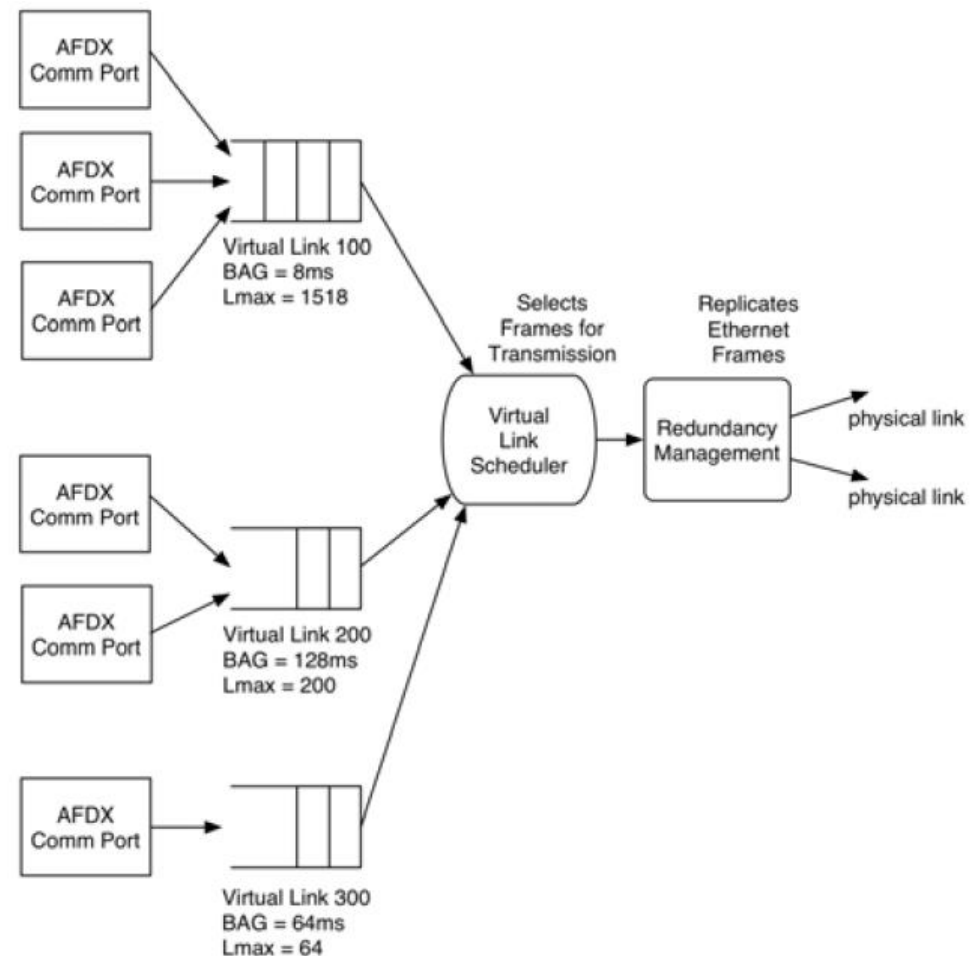 AFDX
Comm Port
AFDX
Comm Port
AFDX
Comm Port
Virtual Link 100
BAG = 8ms
Lmax = 1518
Selects
Frames for
Transmission
Replicates
Ethernet
Frames
Virtual
Link
Scheduler
Redundancy
Management
physical link
physical link
AFDX
Comm Port
AFDX
Comm Port
Virtual Link 200
BAG = 128ms
Lmax = 200
AFDX
Comm Port
Virtual Link 300
BAG = 64ms
Lmax = 64